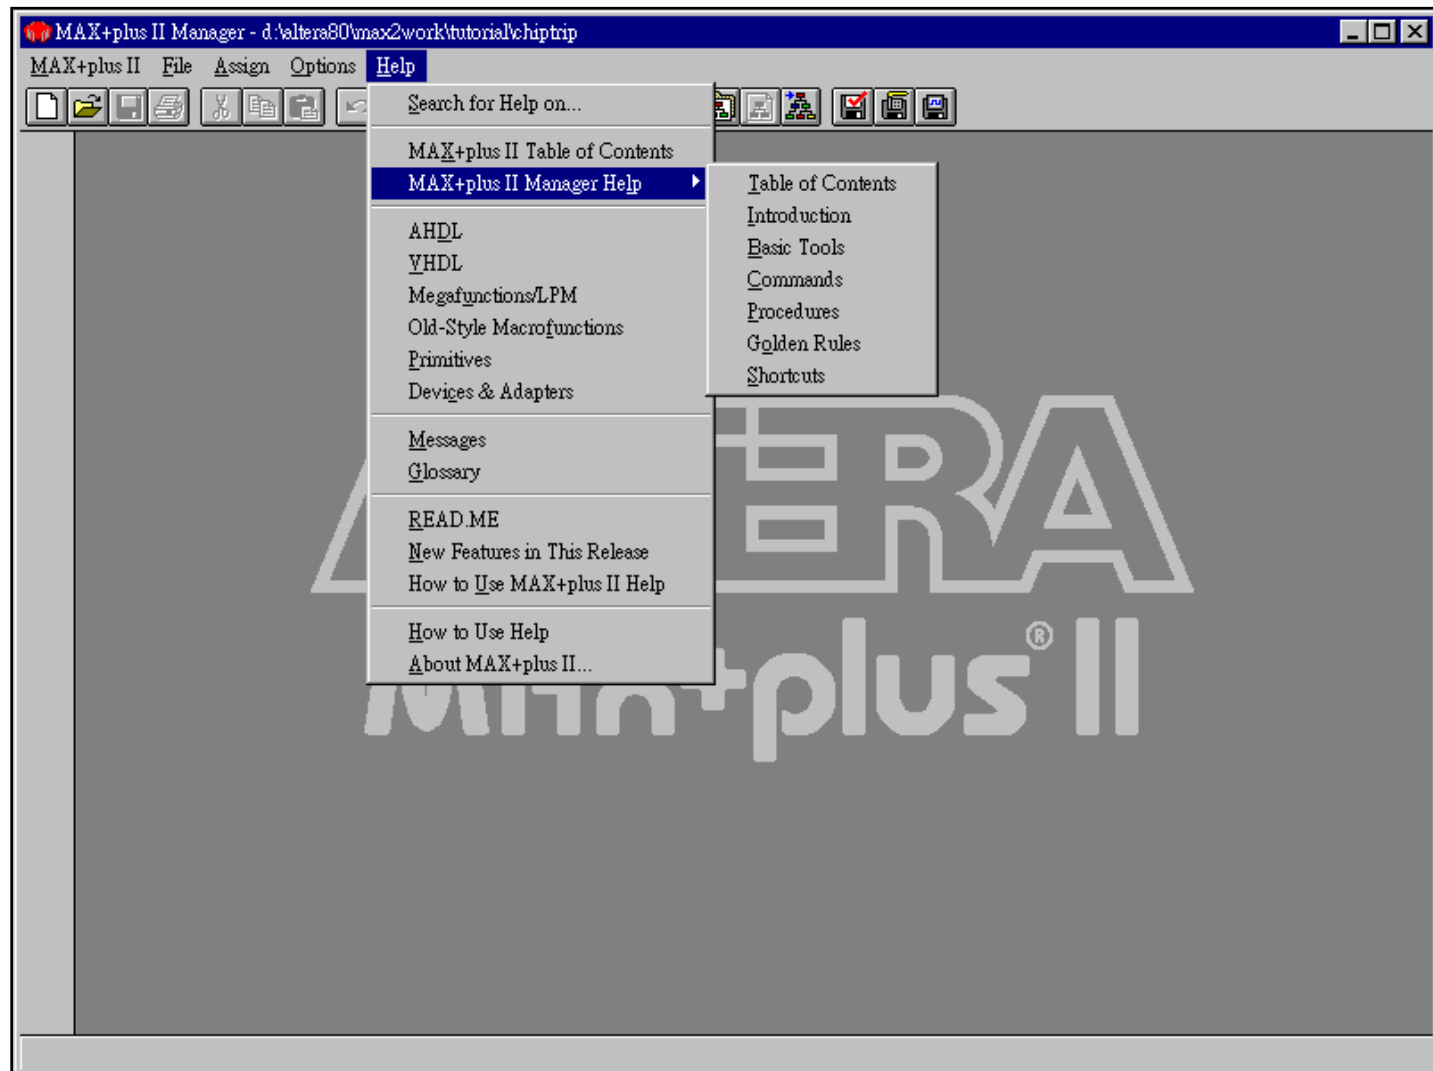 MAX+plus II Manager - d:\altera80\max2work\tutorial\chiptrip
MAX+plus II File Assign Options Help
Search for Help on...
MAX+plus II Table of Contents
MAX+plus II Manager Help
Table of Contents
Introduction
Basic Tools
Commands
Procedures
Golden Rules
Shortcuts
AHDL
VHDL
Megafunctions/LPM
Old-Style Macrofunctions
Primitives
Devices & Adapters
Messages
Glossary
READ.ME
New Features in This Release
How to Use MAX+plus II Help
How to Use Help
About MAX+plus II...
ALTERA
MAX+plus® II